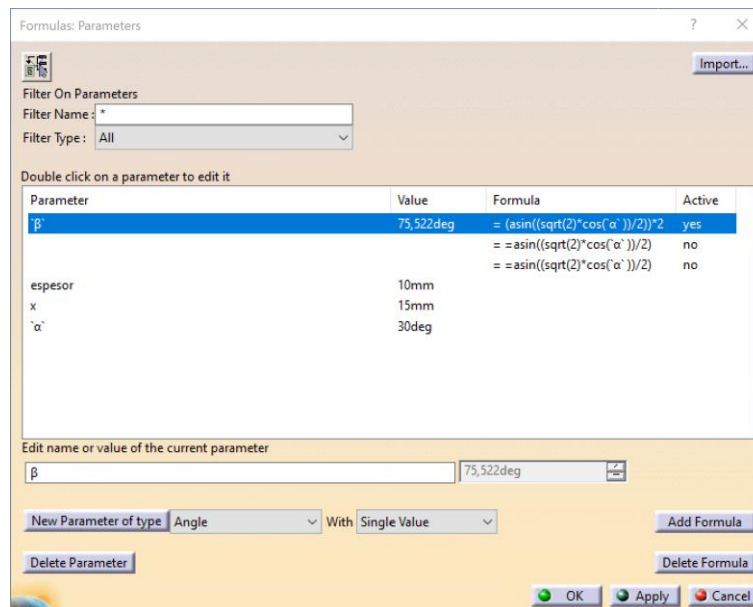 Formulas: Parameters ? ×
Import...
Filter On Parameters
Filter Name : *
Filter Type : All
Double click on a parameter to edit it
Parameter Value Formula Active
`β` 75,522deg = (asin((sqrt(2)*cos(`α` ))/2))*2 yes
= =asin((sqrt(2)*cos(`α` ))/2) no
= =asin((sqrt(2)*cos(`α` ))/2) no
espesor 10mm
x 15mm
`α` 30deg
Edit name or value of the current parameter
β 75,522deg
New Parameter of type Angle With Single Value Add Formula
Delete Parameter Delete Formula
OK Apply Cancel